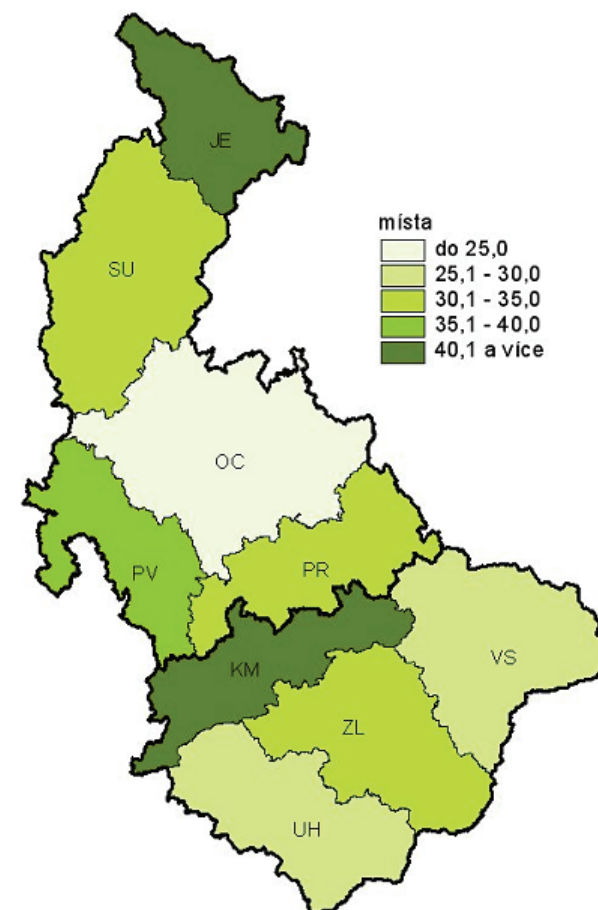 JE
místa
do 25,0
25,1 - 30,0
30,1 - 35,0
35,1 - 40,0
40,1 a více
SU
OC
PV
PR
KM
VS
ZL
UH